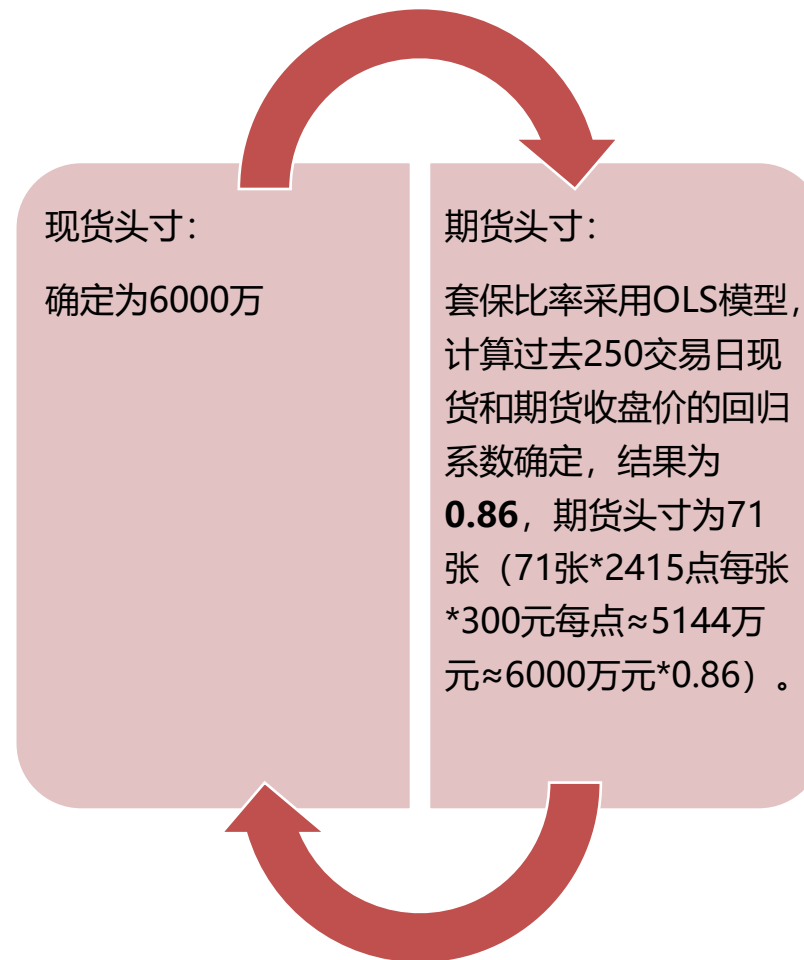 现货头寸：
确定为6000万
期货头寸：
套保比率采用OLS模型，
计算过去250交易日现
货和期货收盘价的回归
系数确定，结果为
0.86，期货头寸为71
张（71张*2415点每张
*300元每点≈5144万
元≈6000万元*0.86）。